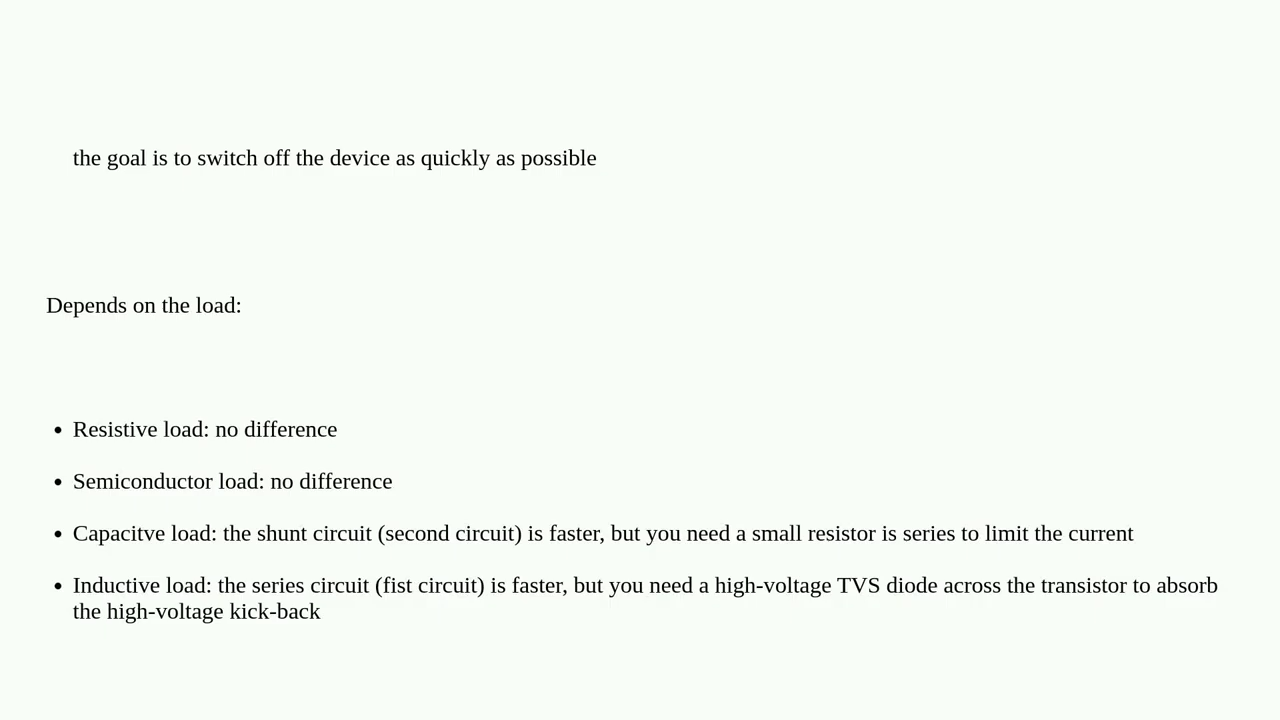 the goal is to switch off the device as quickly as possible
Depends on the load:
• Resistive load: no difference
• Semiconductor load: no difference
• Capacitve load: the shunt circuit (second circuit) is faster, but you need a small resistor is series to limit the current
• Inductive load: the series circuit (fist circuit) is faster, but you need a high-voltage TVS diode across the transistor to absorb
the high-voltage kick-back